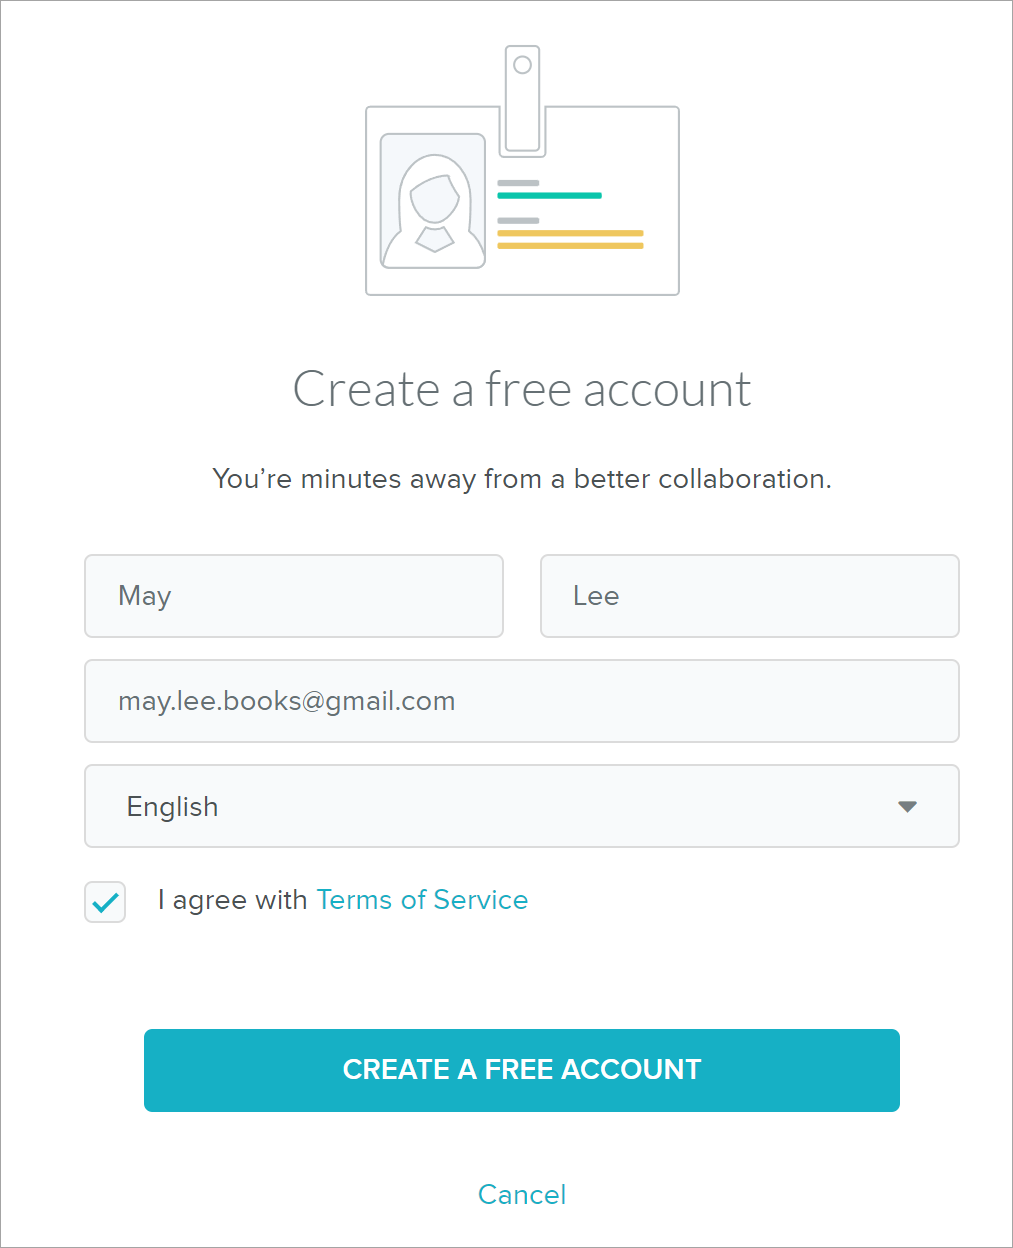 Create a free account
You’re minutes away from a better collaboration.
May
Lee
may.lee.books@gmail.com
English
I agree with Terms of Service
CREATE A FREE ACCOUNT
Cancel